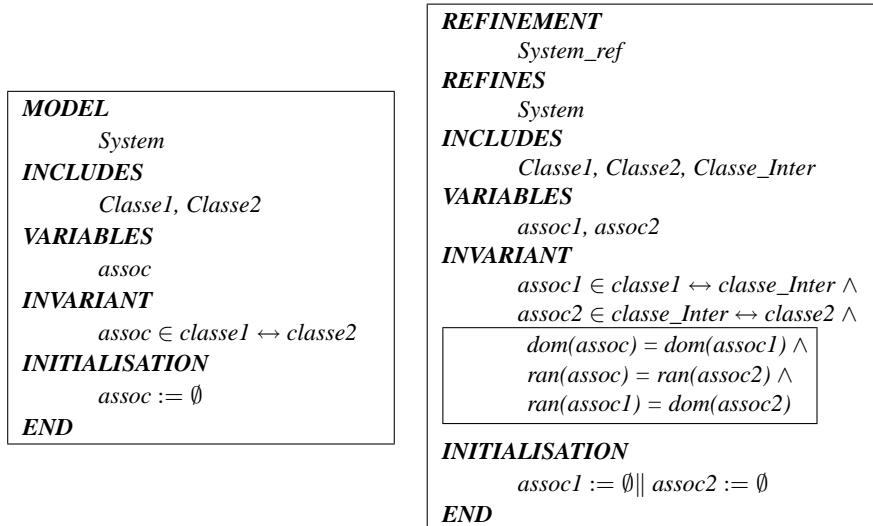 MODEL
System
INCLUDES
Classe1, Classe2
VARIABLES
assoc
INVARIANT
assoc ∈ classe1 ↔ classe2
INITIALISATION
assoc := ∅
END
REFINEMENT
System_ref
REFINES
System
INCLUDES
Classe1, Classe2, Classe_Inter
VARIABLES
assoc1, assoc2
INVARIANT
assoc1 ∈ classe1 ↔ classe_Inter ∧
assoc2 ∈ classe_Inter ↔ classe2 ∧
dom(assoc) = dom(assoc1) ∧
ran(assoc) = ran(assoc2) ∧
ran(assoc1) = dom(assoc2)
INITIALISATION
assoc1 := ∅|| assoc2 := ∅
END